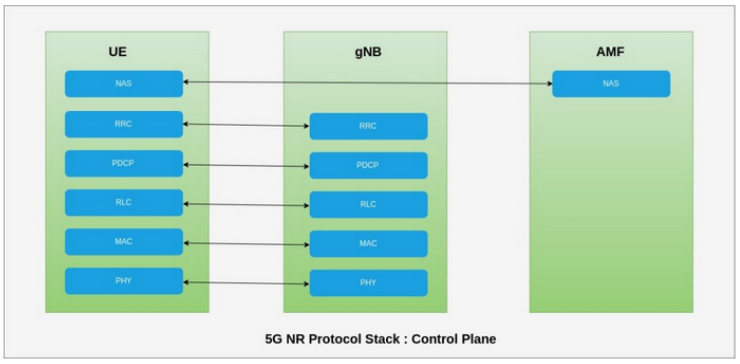 UE
gNB
AMF
NAS
NAS
RRC
RRC
PDCP
PDCP
RLC
RLC
MAC
MAC
PHY
PHY
5G NR Protocol Stack : Control Plane